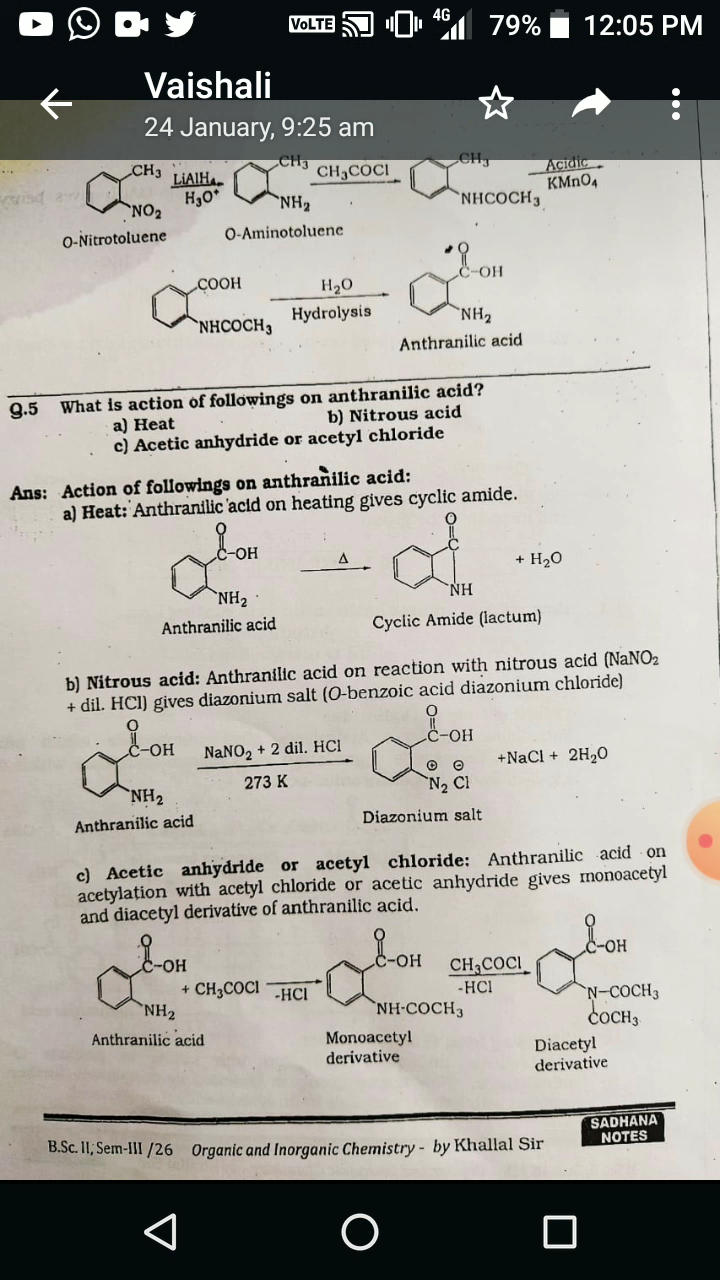 VoLTE 4G 79% 12:05 PM
Vaishali
24 January, 9:25 am
CH₃ LiAlH₄ CH₃ CH₃COCl CH₃ Acidic
H₃O⁺ KMnO₄
NO₂ NH₂ NHCOCH₃
O-Nitrotoluene O-Aminotoluene
O
COOH H₂O C-OH
NHCOCH₃ Hydrolysis NH₂
Anthranilic acid
Q.5 What is action of followings on anthranilic acid?
a) Heat b) Nitrous acid
c) Acetic anhydride or acetyl chloride
Ans: Action of followings on anthranilic acid:
a) Heat: Anthranilic acid on heating gives cyclic amide.
O O
C-OH Δ C + H₂O
NH₂ NH
Anthranilic acid Cyclic Amide (lactum)
b) Nitrous acid: Anthranilic acid on reaction with nitrous acid (NaNO₂
+ dil. HCl) gives diazonium salt (O-benzoic acid diazonium chloride)
O O
C-OH NaNO₂ + 2 dil. HCl C-OH
273 K ⊕ ⊖ +NaCl + 2H₂O
NH₂ N₂ Cl
Anthranilic acid Diazonium salt
c) Acetic anhydride or acetyl chloride: Anthranilic acid on
acetylation with acetyl chloride or acetic anhydride gives monoacetyl
and diacetyl derivative of anthranilic acid.
O O O
C-OH C-OH CH₃COCl C-OH
+ CH₃COCl -HCl -HCl
NH₂ NH-COCH₃ N-COCH₃
COCH₃
Anthranilic acid Monoacetyl Diacetyl
derivative derivative
B.Sc. II, Sem-III /26 Organic and Inorganic Chemistry - by Khallal Sir
SADHANA
NOTES